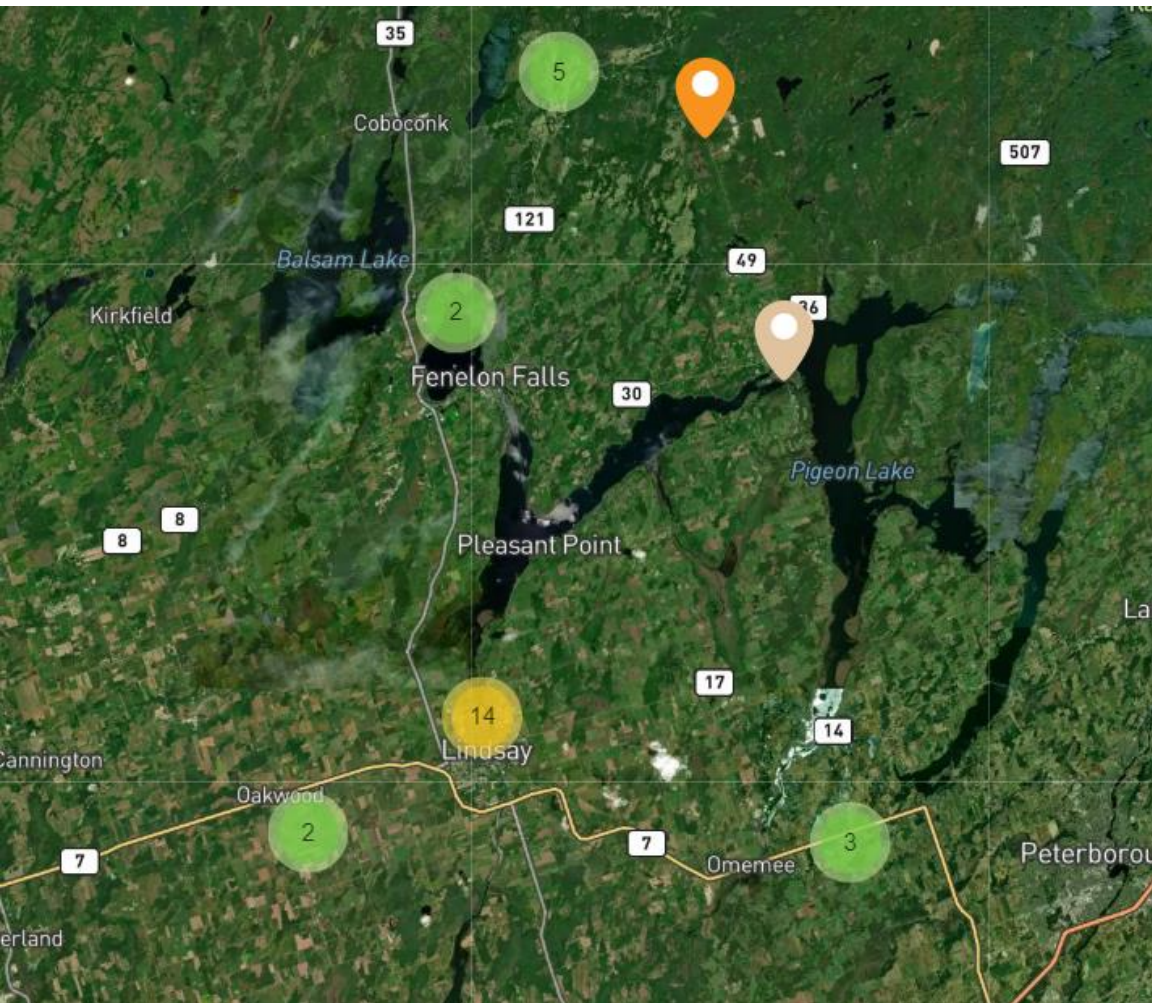 35
5
Coboconk
507
121
Balsam Lake
49
36
Kirkfield
2
Fenelon Falls
30
Pigeon Lake
8
8
Pleasant Point
La
17
14
14
Lindsay
Cannington
Oakwood
2
7
7
3
Omemee
Peterborou
erland